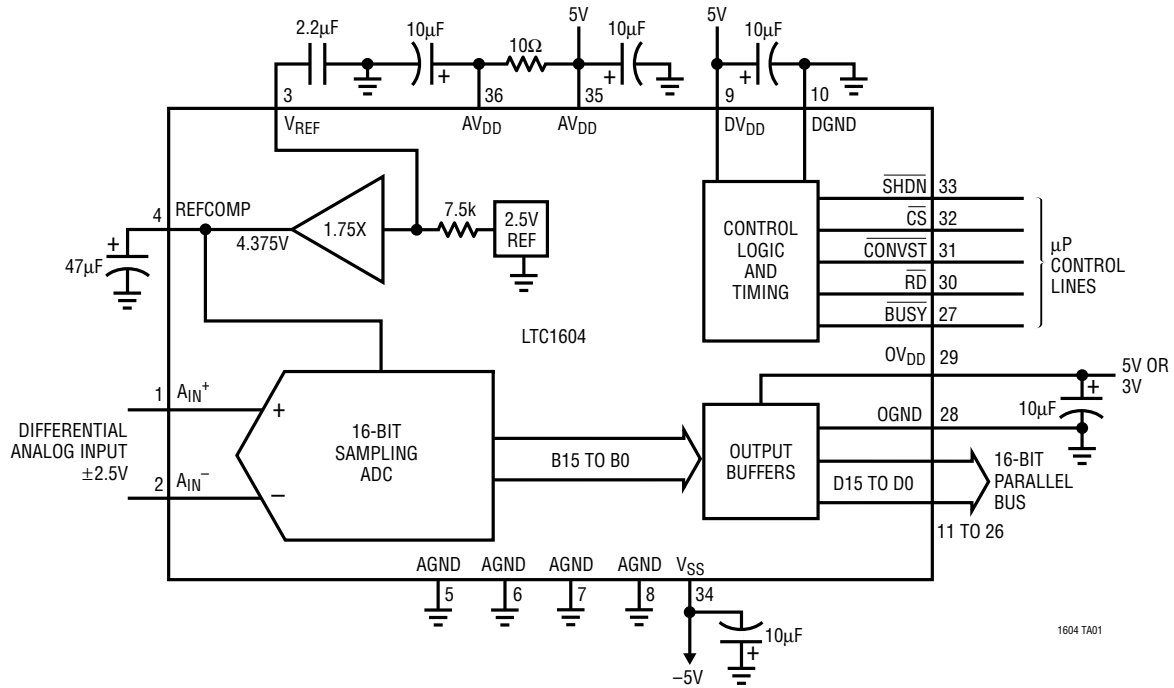 2.2µF
10µF
10Ω
5V
10µF
5V
10µF
+
+
+
3
36
35
9
10
VREF
AVDD
AVDD
DVDD
DGND
4
REFCOMP
4.375V
1.75X
7.5k
2.5V
REF
+
47µF
CONTROL
LOGIC
AND
TIMING
SHDN
33
CS
32
CONVST
31
RD
30
BUSY
27
µP
CONTROL
LINES
LTC1604
OVDD
29
5V OR
3V
+
10µF
OGND
28
1
AIN+
+
DIFFERENTIAL
ANALOG INPUT
±2.5V
2
AIN–
–
16-BIT
SAMPLING
ADC
B15 TO B0
OUTPUT
BUFFERS
D15 TO D0
16-BIT
PARALLEL
BUS
11 TO 26
AGND
AGND
AGND
AGND
VSS
5
6
7
8
34
10µF
+
–5V
1604 TA01